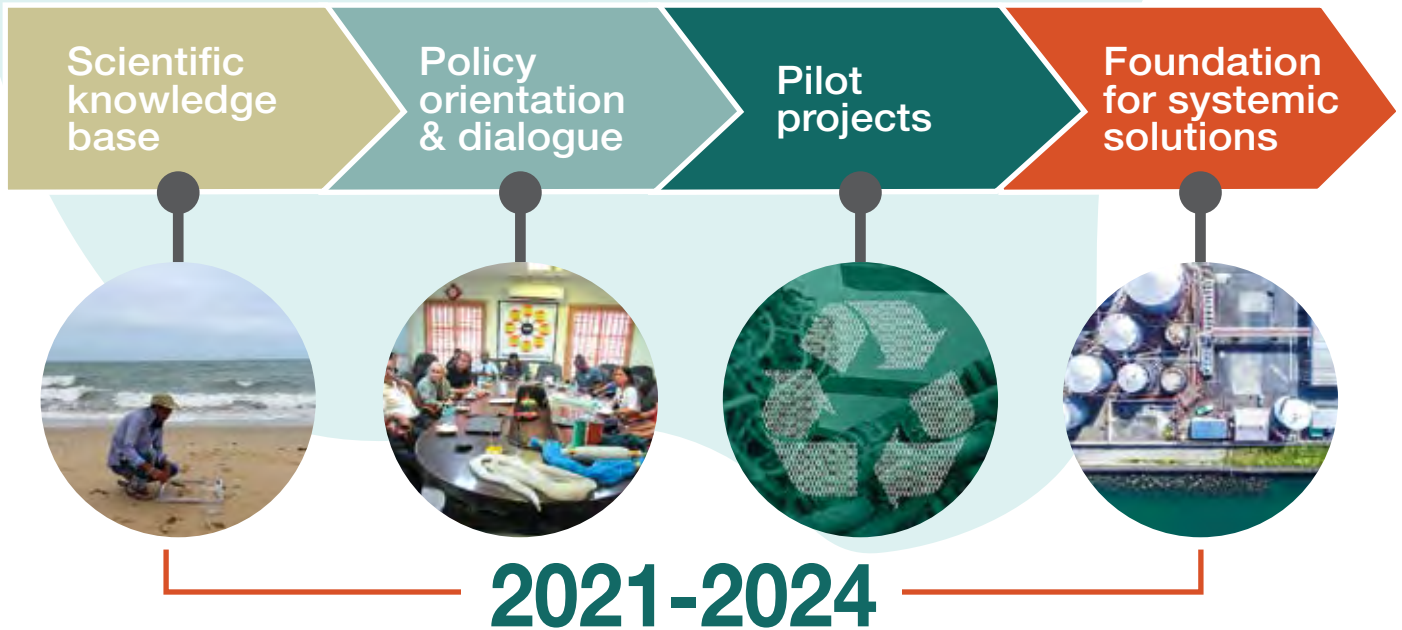 Scientific
knowledge
base
Policy
orientation
& dialogue
Pilot
projects
Foundation
for systemic
solutions
2021-2024